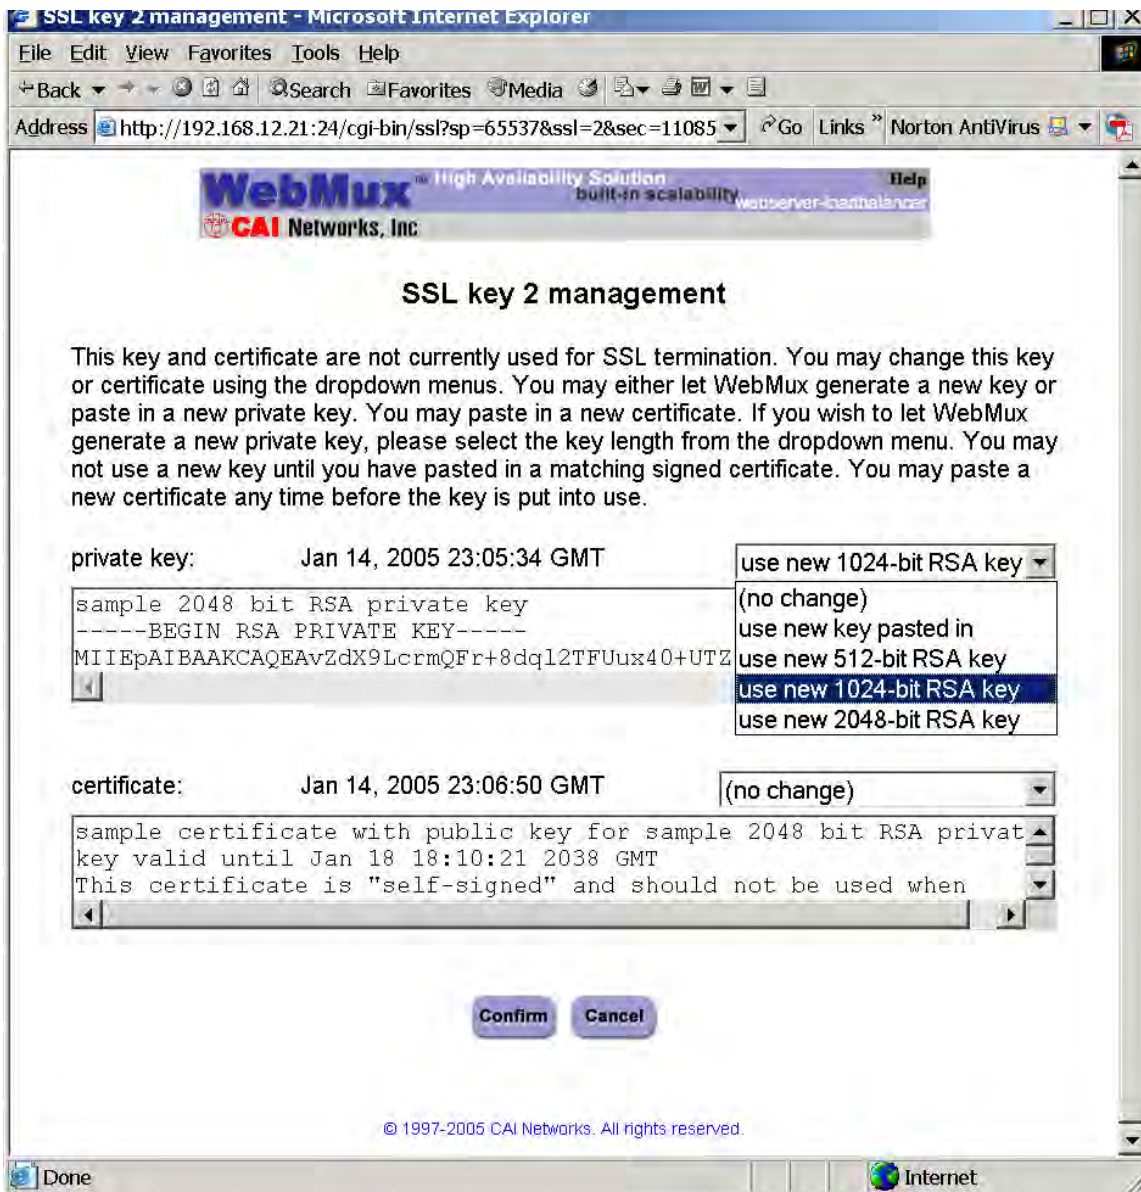 SSL key 2 management - Microsoft Internet Explorer
File Edit View Favorites Tools Help
Back Search Favorites Media
Address http://192.168.12.21:24/cgi-bin/ssl?sp=65537&ssl=2&sec=11085 Go Links » Norton AntiVirus
WebMux™ High Availability Solution Help
built-in scalability
webserver-loadbalancer
CAI Networks, Inc
SSL key 2 management
This key and certificate are not currently used for SSL termination. You may change this key
or certificate using the dropdown menus. You may either let WebMux generate a new key or
paste in a new private key. You may paste in a new certificate. If you wish to let WebMux
generate a new private key, please select the key length from the dropdown menu. You may
not use a new key until you have pasted in a matching signed certificate. You may paste a
new certificate any time before the key is put into use.
private key: Jan 14, 2005 23:05:34 GMT use new 1024-bit RSA key
sample 2048 bit RSA private key
-----BEGIN RSA PRIVATE KEY-----
MIIEpAIBAAKCAQEAvZdX9LcrmQFr+8dql2TFUux40+UTZ
(no change)
use new key pasted in
use new 512-bit RSA key
use new 1024-bit RSA key
use new 2048-bit RSA key
certificate: Jan 14, 2005 23:06:50 GMT (no change)
sample certificate with public key for sample 2048 bit RSA privat
key valid until Jan 18 18:10:21 2038 GMT
This certificate is "self-signed" and should not be used when
Confirm Cancel
© 1997-2005 CAI Networks. All rights reserved.
Done Internet